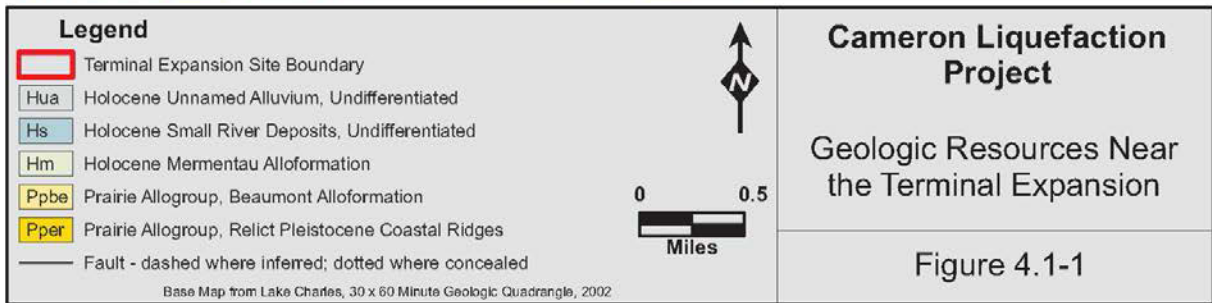 Legend
Terminal Expansion Site Boundary
Hua Holocene Unnamed Alluvium, Undifferentiated
Hs Holocene Small River Deposits, Undifferentiated
Hm Holocene Mermentau Alloformation
Ppbe Prairie Allogroup, Beaumont Alloformation
Pper Prairie Allogroup, Relict Pleistocene Coastal Ridges
Fault - dashed where inferred; dotted where concealed
Base Map from Lake Charles, 30 x 60 Minute Geologic Quadrangle, 2002
N
0 0.5
Miles
Cameron Liquefaction
Project
Geologic Resources Near
the Terminal Expansion
Figure 4.1-1